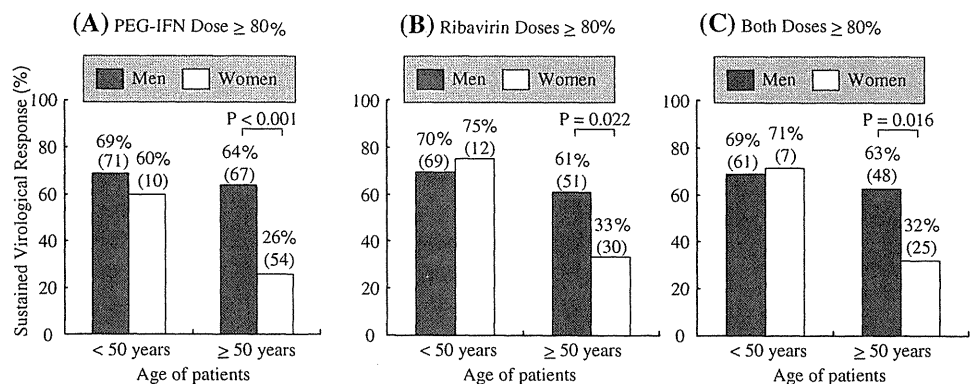 (A) PEG-IFN Dose ≥ 80%
Men Women
Sustained Virological Response (%)
100
80
60
40
20
0
P < 0.001
69%
(71)
60%
(10)
64%
(67)
26%
(54)
< 50 years ≥ 50 years
Age of patients
(B) Ribavirin Doses ≥ 80%
Men Women
100
80
60
40
20
0
P = 0.022
70%
(69)
75%
(12)
61%
(51)
33%
(30)
< 50 years ≥ 50 years
Age of patients
(C) Both Doses ≥ 80%
Men Women
100
80
60
40
20
0
P = 0.016
69%
(61)
71%
(7)
63%
(48)
32%
(25)
< 50 years ≥ 50 years
Age of patients